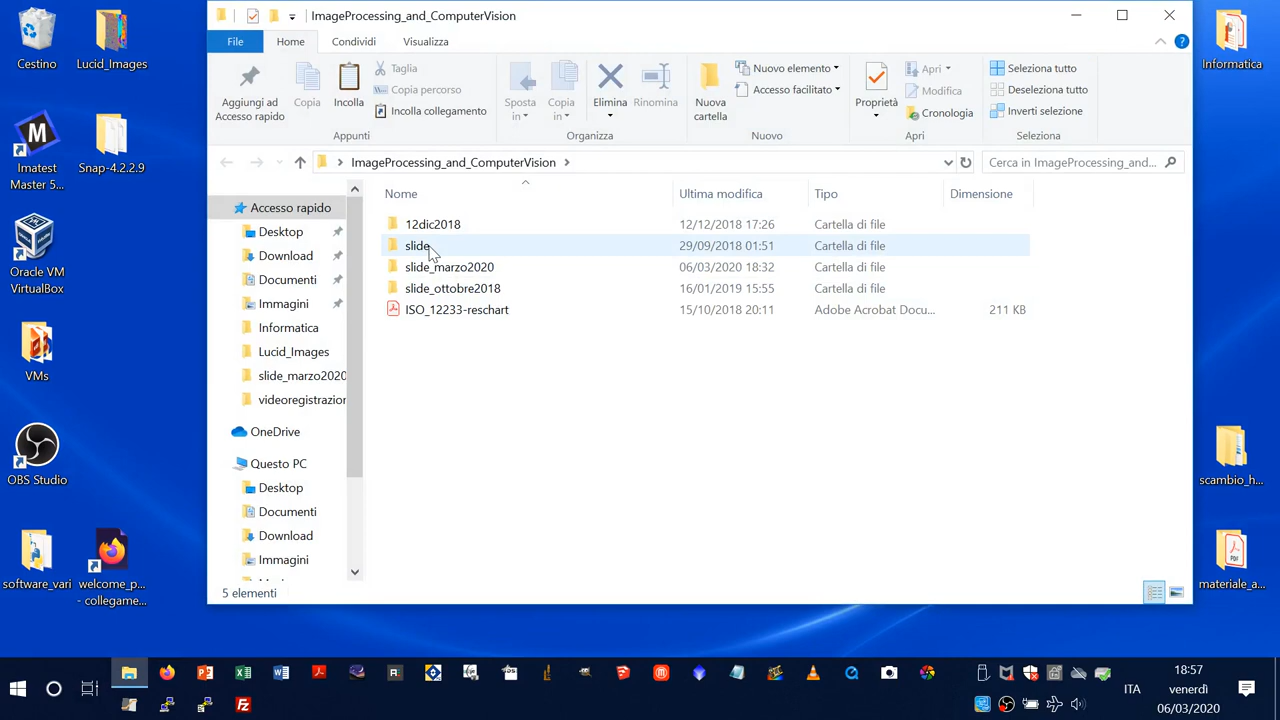 ImageProcessing_and_ComputerVision
File
Home
Condividi
Visualizza
Aggiungi ad
Accesso rapido
Copia
Incolla
Taglia
Copia percorso
Incolla collegamento
Appunti
Sposta
in
Copia
in
Elimina
Rinomina
Organizza
Nuova
cartella
Nuovo elemento
Accesso facilitato
Nuovo
Proprietà
Apri
Modifica
Cronologia
Apri
Seleziona tutto
Deseleziona tutto
Inverti selezione
Seleziona
ImageProcessing_and_ComputerVision
Cerca in ImageProcessing_and_...
Nome
Ultima modifica
Tipo
Dimensione
12dic2018 12/12/2018 17:26 Cartella di file
slide 29/09/2018 01:51 Cartella di file
slide_marzo2020 06/03/2020 18:32 Cartella di file
slide_ottobre2018 16/01/2019 15:55 Cartella di file
ISO_12233-reschart 15/10/2018 20:11 Adobe Acrobat Docu... 211 KB
Accesso rapido
Desktop
Download
Documenti
Immagini
Informatica
Lucid_Images
slide_marzo2020
videoregistrazior
OneDrive
Questo PC
Desktop
Documenti
Download
Immagini
5 elementi
Cestino
Lucid_Images
Imatest
Master 5...
Snap-4.2.2.9
Oracle VM
VirtualBox
VMs
OBS Studio
software_vari
welcome_p...
- collegame...
Informatica
scambio_h...
materiale_a...
ITA
18:57
venerdì
06/03/2020